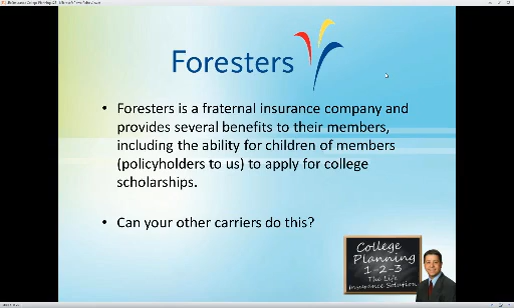 Foresters
• Foresters is a fraternal insurance company and
provides several benefits to their members,
including the ability for children of members
(policyholders to us) to apply for college
scholarships.
• Can your other carriers do this?
College
Planning
1-2-3
The Life
Insurance Solution